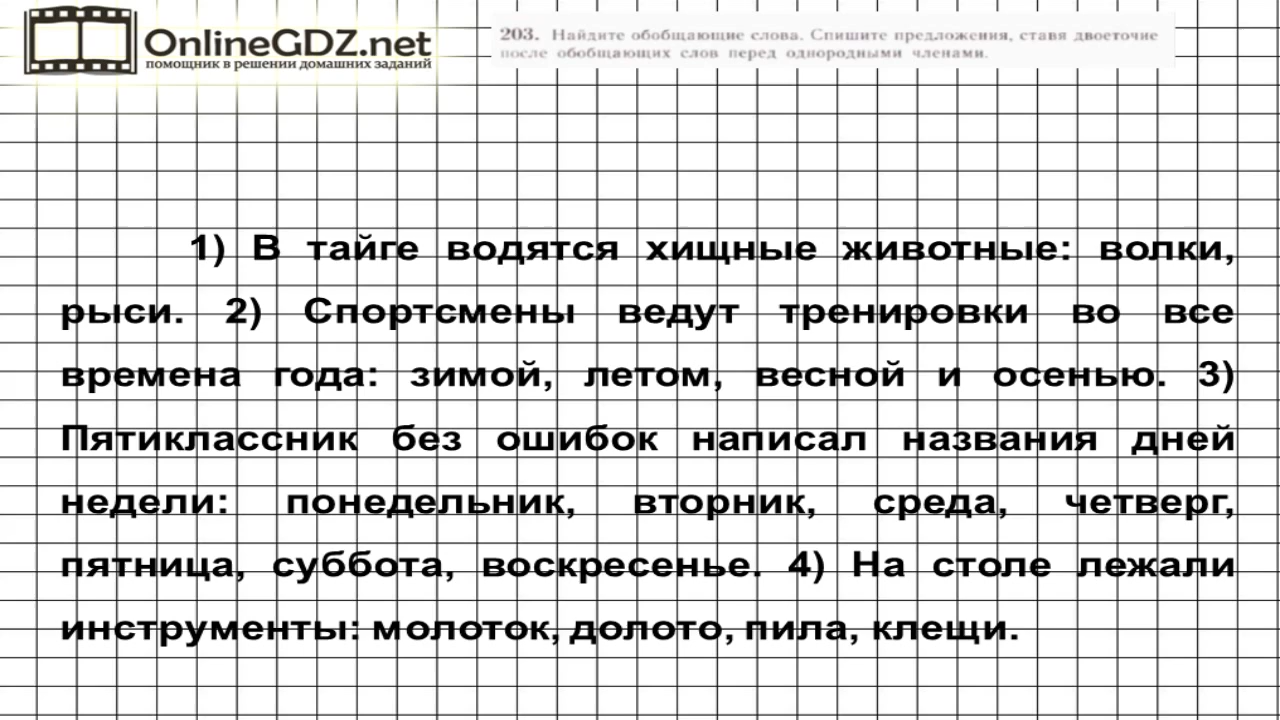 OnlineGDZ.net
помощник в решении домашних заданий
203. Найдите обобщающие слова. Спишите предложения, ставя двоеточие
после обобщающих слов перед однородными членами.
1) В тайге водятся хищные животные: волки,
рыси. 2) Спортсмены ведут тренировки во все
времена года: зимой, летом, весной и осенью. 3)
Пятиклассник без ошибок написал названия дней
недели: понедельник, вторник, среда, четверг,
пятница, суббота, воскресенье. 4) На столе лежали
инструменты: молоток, долото, пила, клещи.